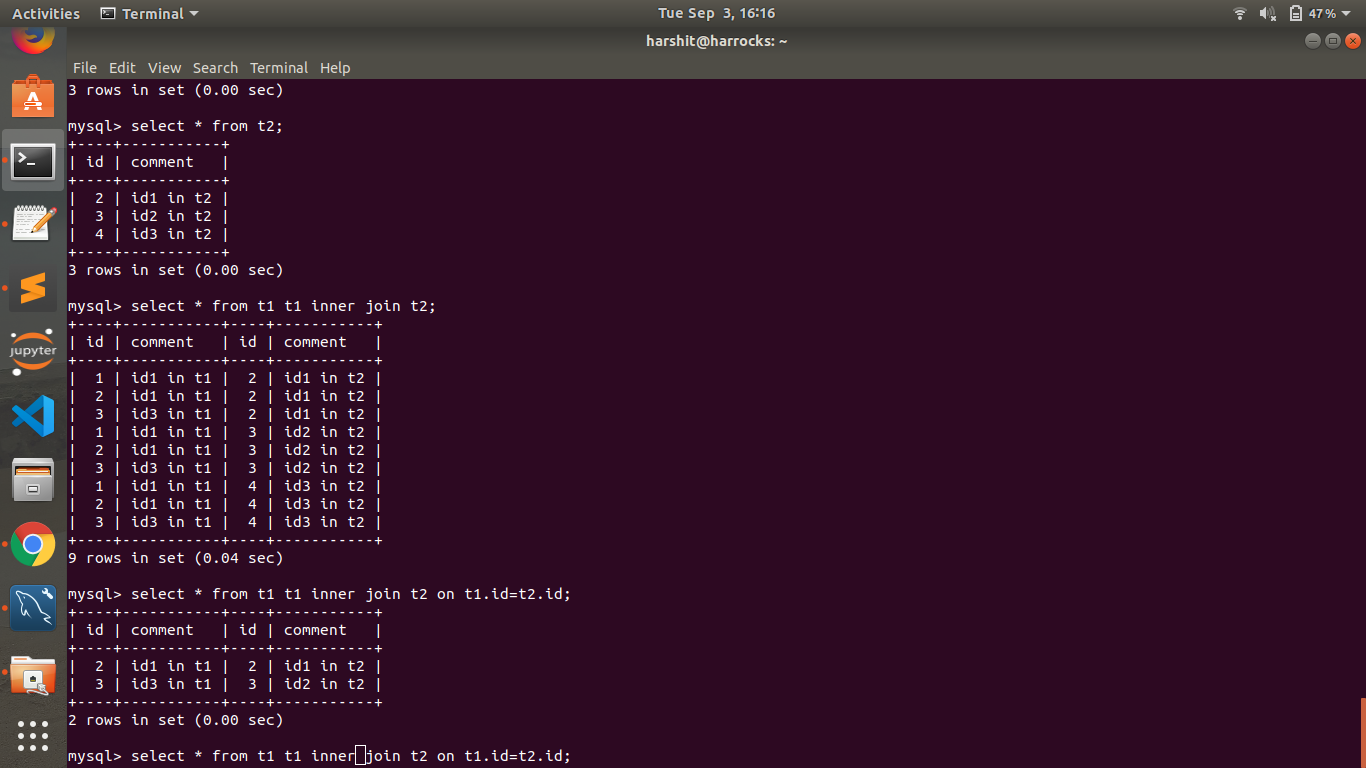 Activities Terminal Tue Sep 3, 16:16 47%
harshit@harrocks: ~
File Edit View Search Terminal Help
3 rows in set (0.00 sec)
mysql> select * from t2;
+----+-----------+
| id | comment   |
+----+-----------+
|  2 | id1 in t2 |
|  3 | id2 in t2 |
|  4 | id3 in t2 |
+----+-----------+
3 rows in set (0.00 sec)
mysql> select * from t1 t1 inner join t2;
+----+-----------+----+-----------+
| id | comment   | id | comment   |
+----+-----------+----+-----------+
|  1 | id1 in t1 |  2 | id1 in t2 |
|  2 | id1 in t1 |  2 | id1 in t2 |
|  3 | id3 in t1 |  2 | id1 in t2 |
|  1 | id1 in t1 |  3 | id2 in t2 |
|  2 | id1 in t1 |  3 | id2 in t2 |
|  3 | id3 in t1 |  3 | id2 in t2 |
|  1 | id1 in t1 |  4 | id3 in t2 |
|  2 | id1 in t1 |  4 | id3 in t2 |
|  3 | id3 in t1 |  4 | id3 in t2 |
+----+-----------+----+-----------+
9 rows in set (0.04 sec)
mysql> select * from t1 t1 inner join t2 on t1.id=t2.id;
+----+-----------+----+-----------+
| id | comment   | id | comment   |
+----+-----------+----+-----------+
|  2 | id1 in t1 |  2 | id1 in t2 |
|  3 | id3 in t1 |  3 | id2 in t2 |
+----+-----------+----+-----------+
2 rows in set (0.00 sec)
mysql> select * from t1 t1 inner join t2 on t1.id=t2.id;
jupyter